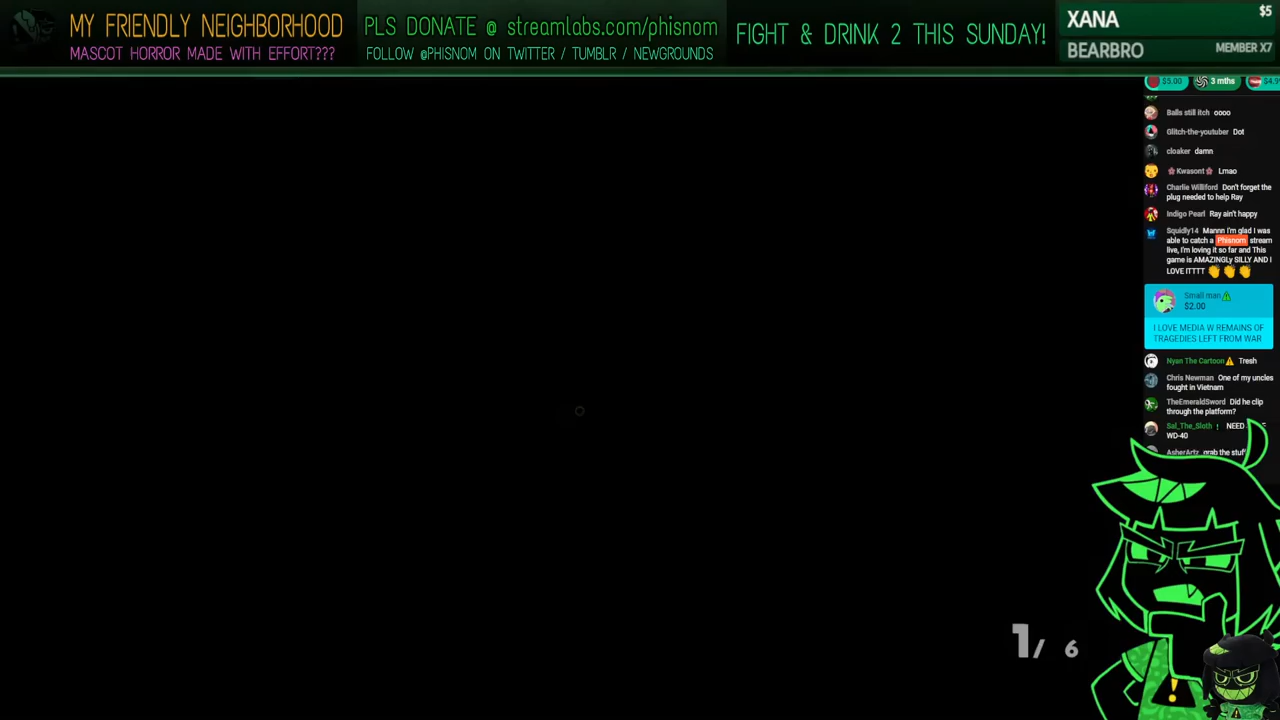 MY FRIENDLY NEIGHBORHOOD
MASCOT HORROR MADE WITH EFFORT???
PLS DONATE @ streamlabs.com/phisnom
FOLLOW @PHISNOM ON TWITTER / TUMBLR / NEWGROUNDS
FIGHT & DRINK 2 THIS SUNDAY!
XANA $5
BEARBRO MEMBER X7
$5.00 3 mths
Balls still itch oooo
Glitch-the-youtuber Dot
cloaker damn
Kwasont Lmao
Charlie Williford Don't forget the
plug needed to help Ray
Indigo Pearl Ray ain't happy
Squidly14 Mannn I'm glad I was
able to catch a Phisnom stream
live, I'm loving it so far and This
game is AMAZINGLy SILLY AND I
LOVE ITTTT
Small man
$2.00
I LOVE MEDIA W REMAINS OF
TRAGEDIES LEFT FROM WAR
Nyan The Cartoon Tresh
Chris Newman One of my uncles
fought in Vietnam
TheEmeraldSword Did he clip
through the platform?
Sal_The_Sloth NEED
WD-40
AsherArtz grab the stuf
1/ 6